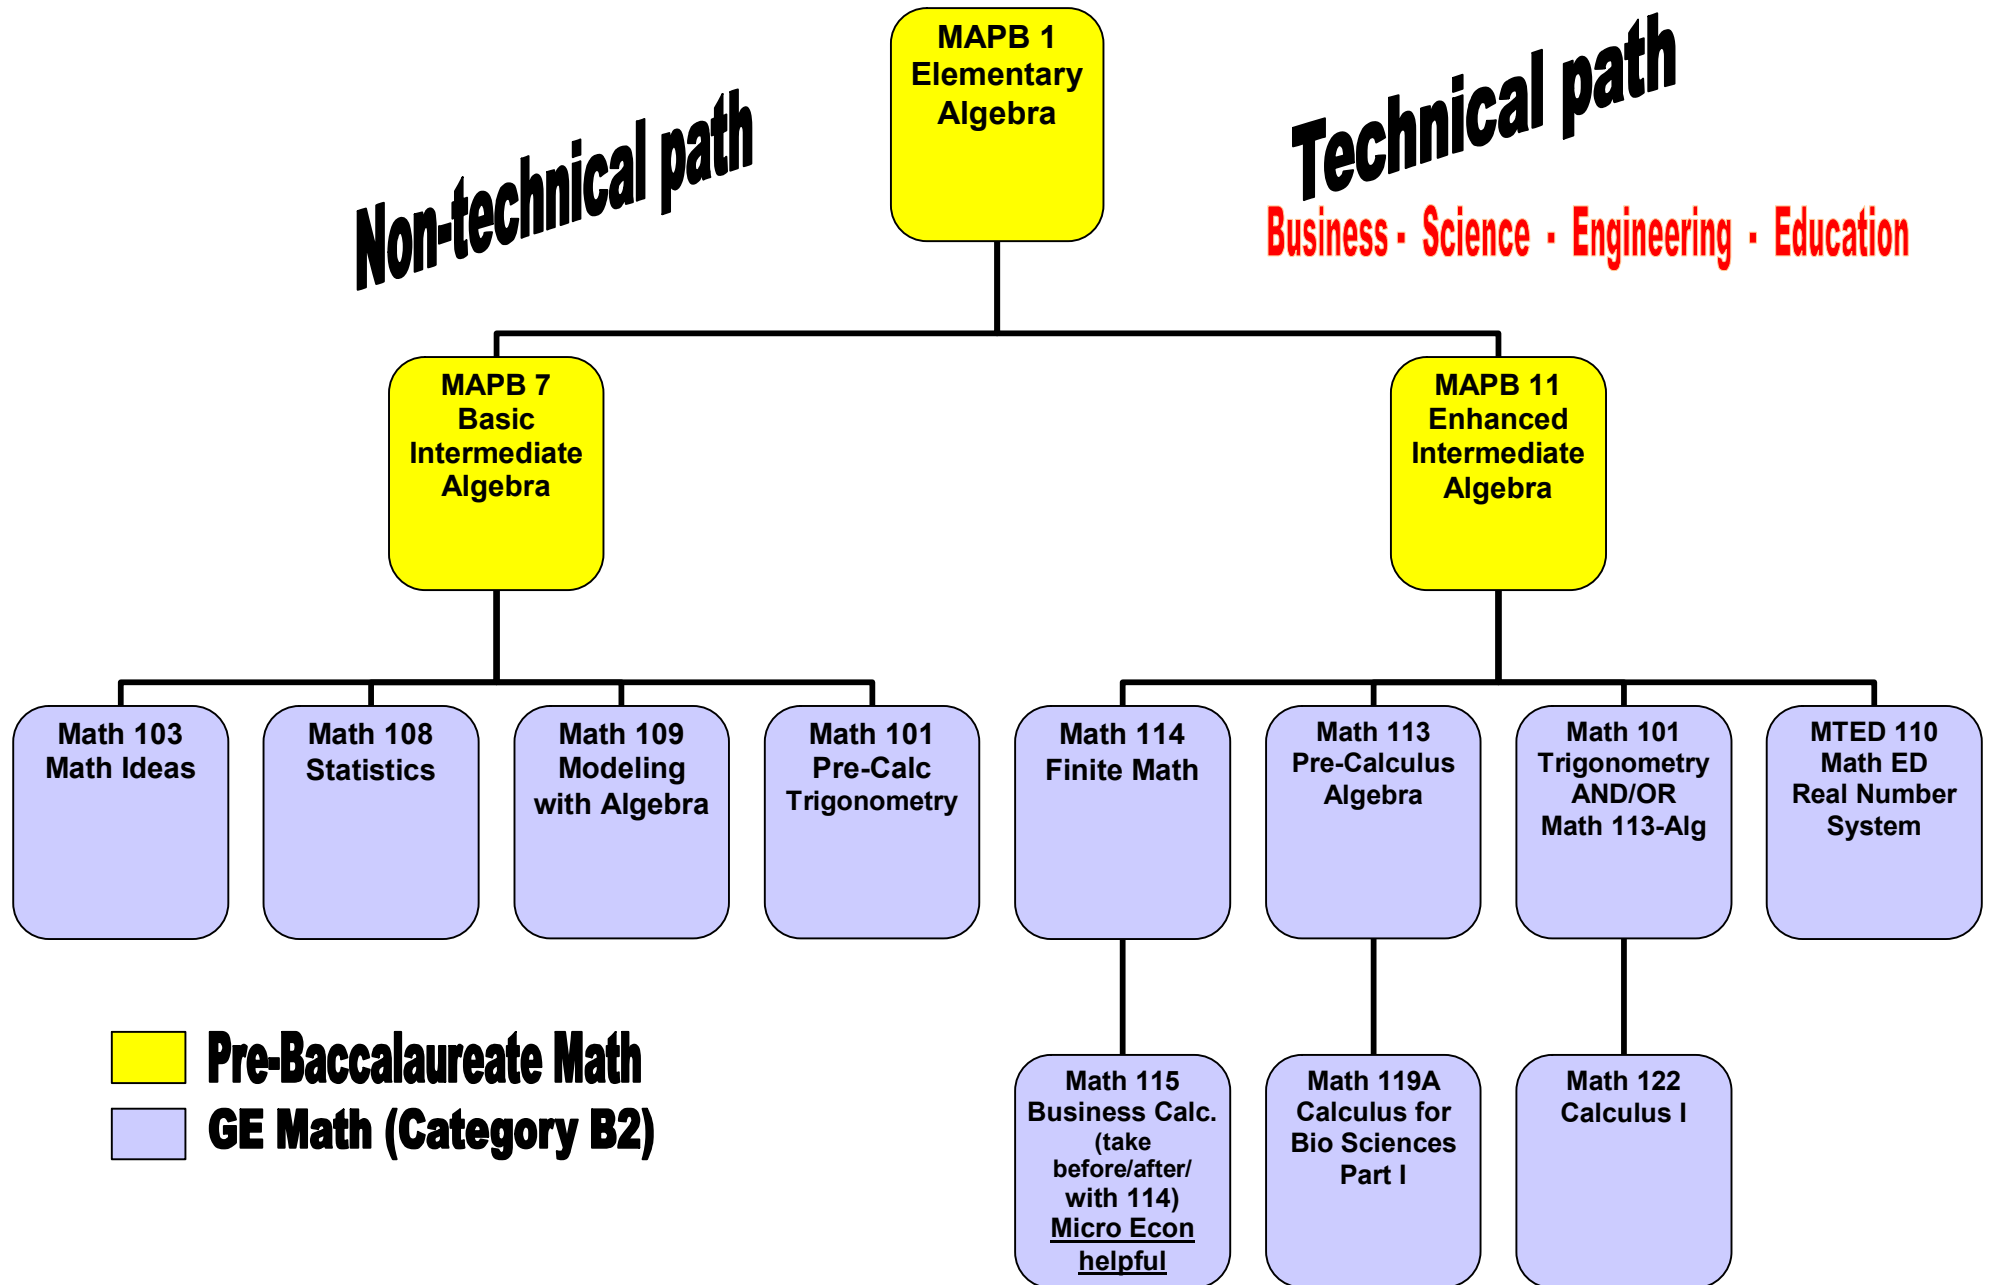 MAPB 1
Elementary
Algebra
Non-technical path
Technical path
Business - Science - Engineering - Education
MAPB 7
Basic
Intermediate
Algebra
MAPB 11
Enhanced
Intermediate
Algebra
Math 103
Math Ideas
Math 108
Statistics
Math 109
Modeling
with Algebra
Math 101
Pre-Calc
Trigonometry
Math 114
Finite Math
Math 113
Pre-Calculus
Algebra
Math 101
Trigonometry
AND/OR
Math 113-Alg
MTED 110
Math ED
Real Number
System
Math 115
Business Calc.
(take
before/after/
with 114)
Micro Econ
helpful
Math 119A
Calculus for
Bio Sciences
Part I
Math 122
Calculus I
Pre-Baccalaureate Math
GE Math (Category B2)